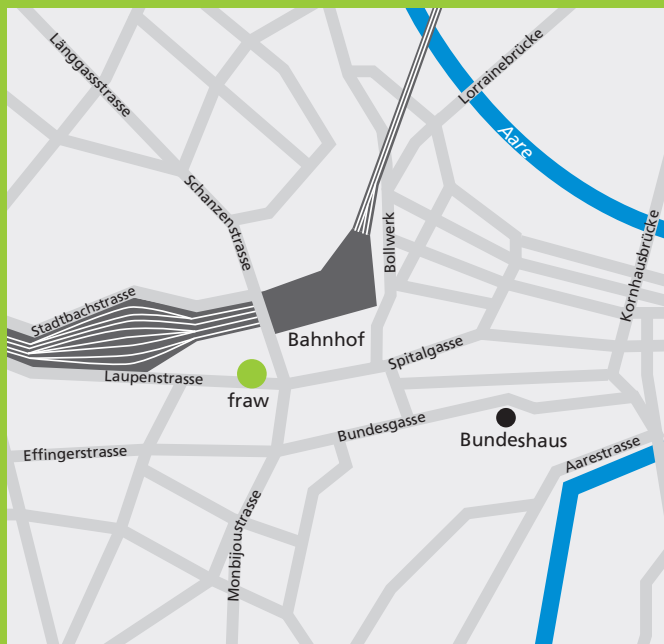 Länggassstrasse
Lorrainebrücke
Aare
Schanzenstrasse
Bollwerk
Kornhausbrücke
Stadtbachstrasse
Bahnhof
Spitalgasse
Laupenstrasse
fraw
Bundesgasse
Bundeshaus
Effingerstrasse
Aarestrasse
Monbijoustrasse